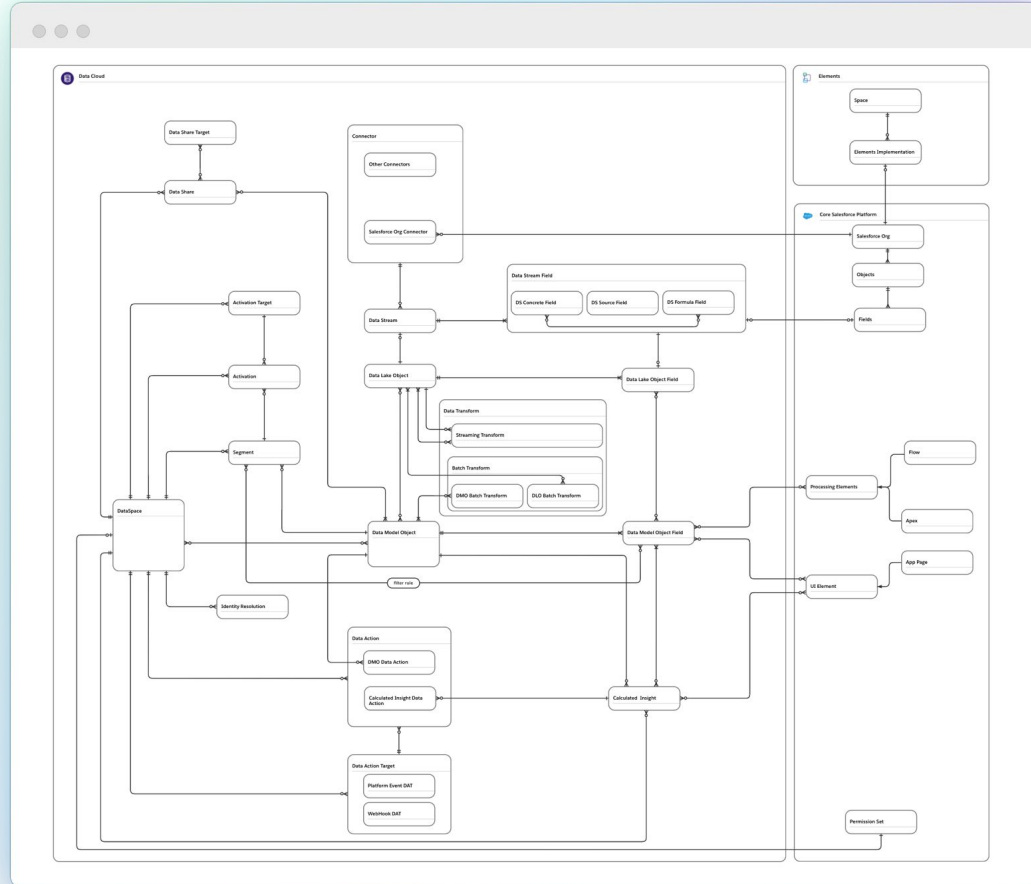 Data Cloud
Elements
Space
Elements Implementation
Core Salesforce Platform
Salesforce Org
Objects
Fields
Data Share Target
Data Share
Connector
Other Connectors
Salesforce Org Connector
Data Stream Field
DS Concrete Field
DS Source Field
DS Formula Field
Activation Target
Data Stream
Activation
Data Lake Object
Data Lake Object Field
Data Transform
Streaming Transform
Batch Transform
DMO Batch Transform
DLO Batch Transform
Segment
Flow
Processing Elements
Apex
DataSpace
Data Model Object
Data Model Object Field
App Page
UI Element
filter rule
Identity Resolution
Data Action
DMO Data Action
Calculated Insight Data
Action
Calculated Insight
Data Action Target
Platform Event DAT
WebHook DAT
Permission Set